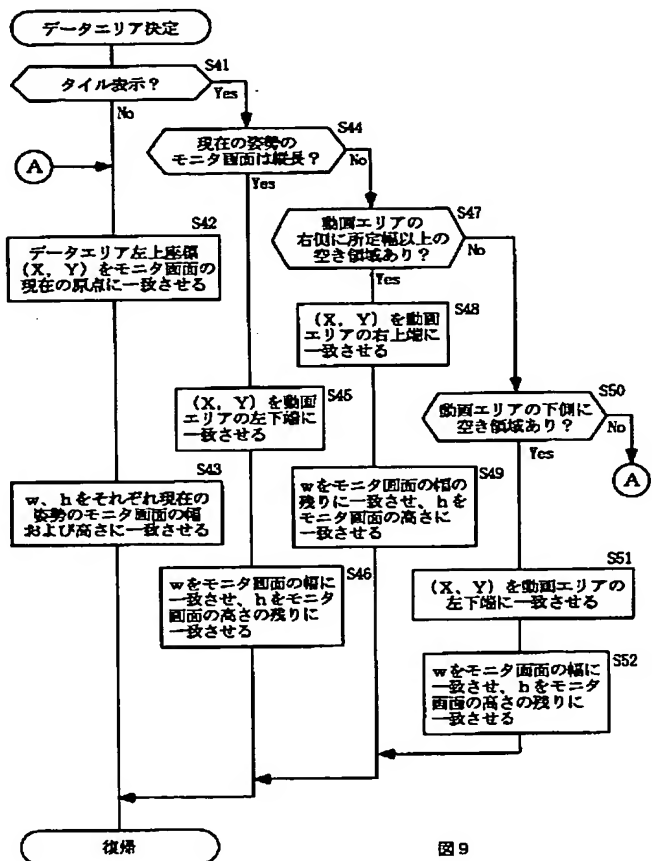 データエリア決定
S41
タイル表示？
Yes
No
A
S44
現在の姿勢の
モニタ画面は縦長？
No
Yes
S42
データエリア左上座標
（X，Y）をモニタ画面の
現在の原点に一致させる
S47
動画エリアの
右側に所定幅以上の
空き領域あり？
No
Yes
S48
（X，Y）を動画
エリアの右上端に
一致させる
S45
（X，Y）を動画
エリアの左下端に
一致させる
S50
動画エリアの下側に
空き領域あり？
No
Yes
A
S43
w、hをそれぞれ現在の
姿勢のモニタ画面の幅
および高さに一致させる
S49
wをモニタ画面の幅の
残りに一致させ、hを
モニタ画面の高さに
一致させる
S46
wをモニタ画面の幅に
一致させ、hをモニタ
画面の高さの残りに
一致させる
S51
（X，Y）を動画エリアの
左下端に一致させる
S52
wをモニタ画面の幅に
一致させ、hをモニタ
画面の高さの残りに
一致させる
復帰
図9